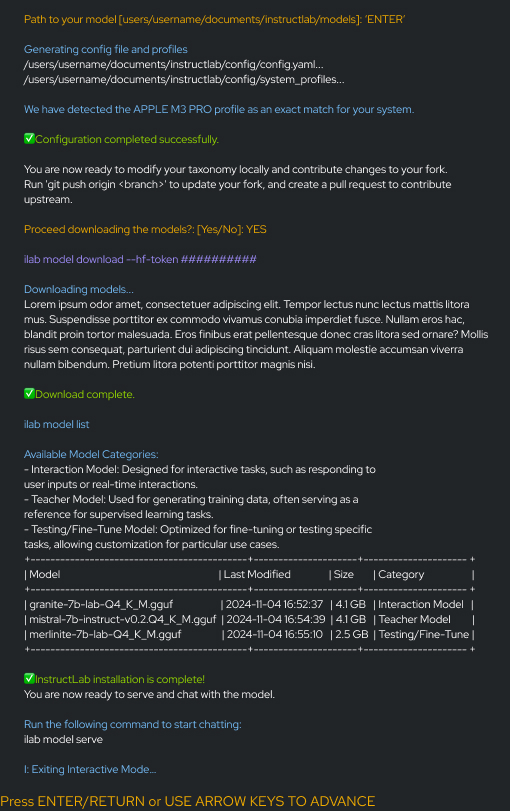 Path to your model [users/username/documents/instructlab/models]: 'ENTER'
Generating config file and profiles
/users/username/documents/instructlab/config/config.yaml...
/users/username/documents/instructlab/config/system_profiles...
We have detected the APPLE M3 PRO profile as an exact match for your system.
✅Configuration completed successfully.
You are now ready to modify your taxonomy locally and contribute changes to your fork.
Run 'git push origin <branch>' to update your fork, and create a pull request to contribute
upstream.
Proceed downloading the models?: [Yes/No]: YES
ilab model download --hf-token ##########
Downloading models...
Lorem ipsum odor amet, consectetuer adipiscing elit. Tempor lectus nunc lectus mattis litora
mus. Suspendisse porttitor ex commodo vivamus conubia imperdiet fusce. Nullam eros hac,
blandit proin tortor malesuada. Eros finibus erat pellentesque donec cras litora sed ornare? Mollis
risus sem consequat, parturient dui adipiscing tincidunt. Aliquam molestie accumsan viverra
nullam bibendum. Pretium litora potenti porttitor magnis nisi.
✅Download complete.
ilab model list
Available Model Categories:
- Interaction Model: Designed for interactive tasks, such as responding to
user inputs or real-time interactions.
- Teacher Model: Used for generating training data, often serving as a
reference for supervised learning tasks.
- Testing/Fine-Tune Model: Optimized for fine-tuning or testing specific
tasks, allowing customization for particular use cases.
+-------------------------------------------+---------------------+---------------------+
| Model | Last Modified | Size | Category |
+-------------------------------------------+---------------------+---------------------+
| granite-7b-lab-Q4_K_M.gguf | 2024-11-04 16:52:37 | 4.1 GB | Interaction Model |
| mistral-7b-instruct-v0.2.Q4_K_M.gguf | 2024-11-04 16:54:39 | 4.1 GB | Teacher Model |
| merlinite-7b-lab-Q4_K_M.gguf | 2024-11-04 16:55:10 | 2.5 GB | Testing/Fine-Tune |
+-------------------------------------------+---------------------+---------------------+
✅InstructLab installation is complete!
You are now ready to serve and chat with the model.
Run the following command to start chatting:
ilab model serve
I: Exiting Interactive Mode...
Press ENTER/RETURN or USE ARROW KEYS TO ADVANCE